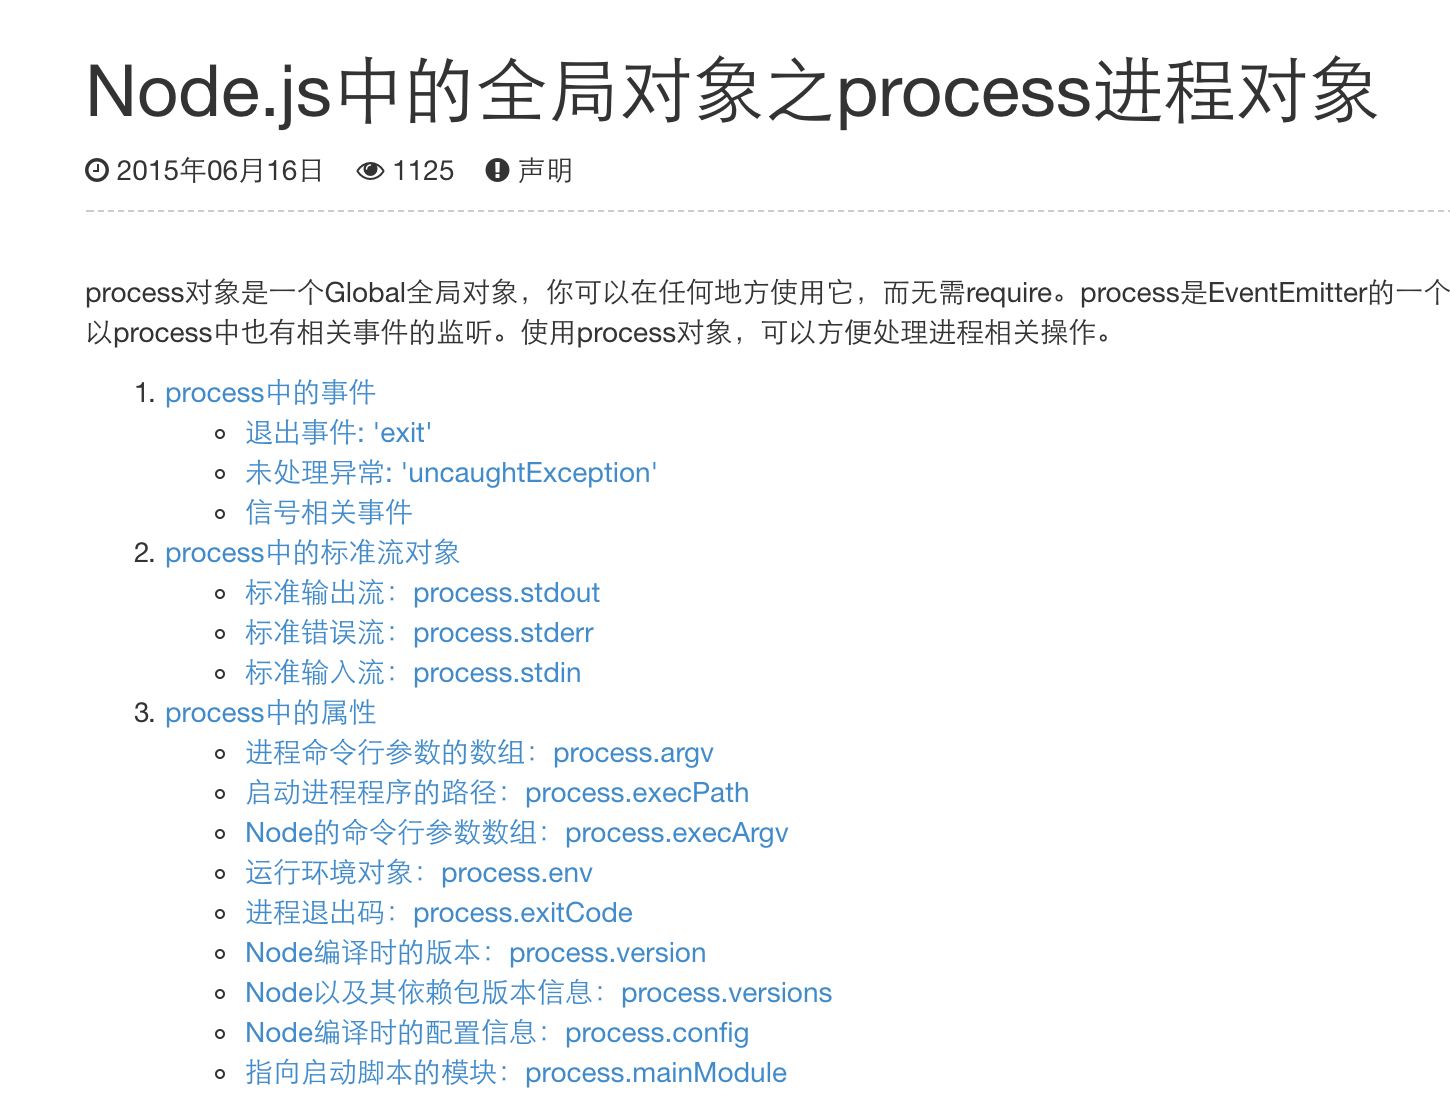 Node.js中的全局对象之process进程对象
2015年06月16日 1125 声明
process对象是一个Global全局对象，你可以在任何地方使用它，而无需require。process是EventEmitter的一个
以process中也有相关事件的监听。使用process对象，可以方便处理进程相关操作。
1. process中的事件
退出事件: 'exit'
未处理异常: 'uncaughtException'
信号相关事件
2. process中的标准流对象
标准输出流：process.stdout
标准错误流：process.stderr
标准输入流：process.stdin
3. process中的属性
进程命令行参数的数组：process.argv
启动进程程序的路径：process.execPath
Node的命令行参数数组：process.execArgv
运行环境对象：process.env
进程退出码：process.exitCode
Node编译时的版本：process.version
Node以及其依赖包版本信息：process.versions
Node编译时的配置信息：process.config
指向启动脚本的模块：process.mainModule